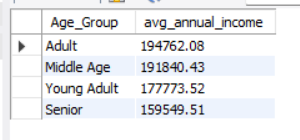 Age_Group avg_annual_income
Adult 194762.08
Middle Age 191840.43
Young Adult 177773.52
Senior 159549.51